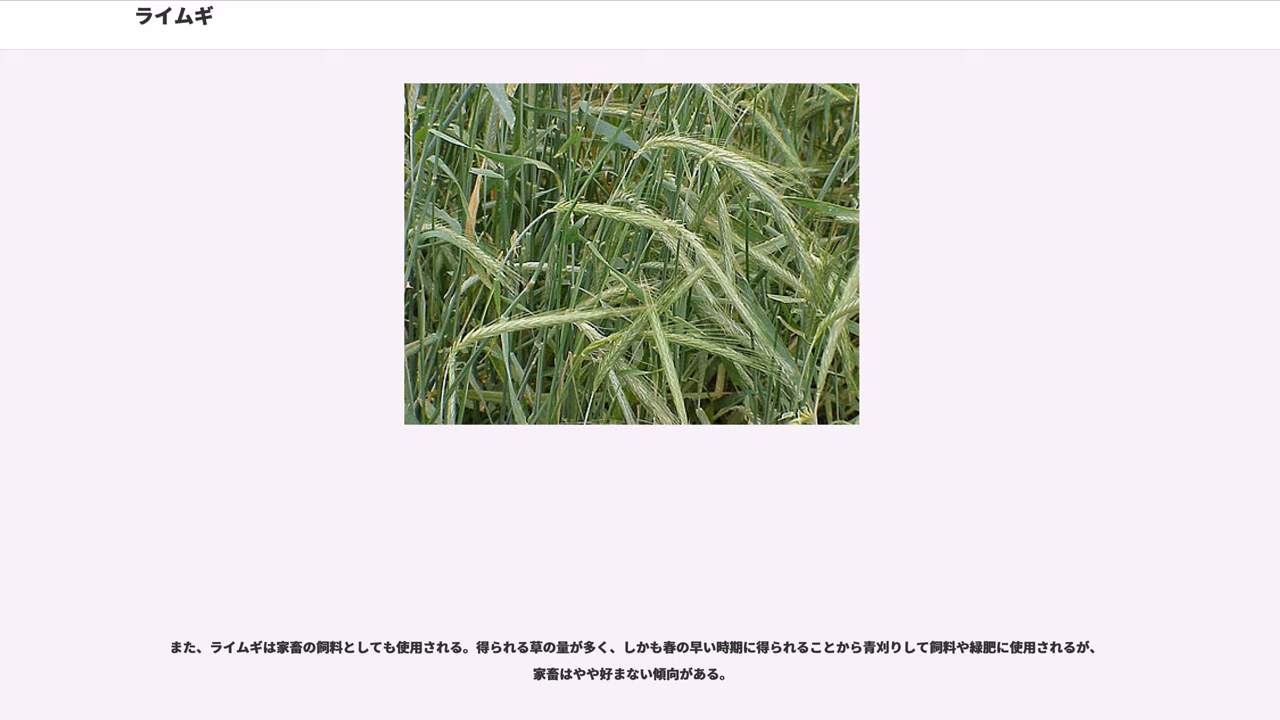 ライムギ
また、ライムギは家畜の飼料としても使用される。得られる草の量が多く、しかも春の早い時期に得られることから青刈りして飼料や緑肥に使用されるが、
家畜はやや好まない傾向がある。